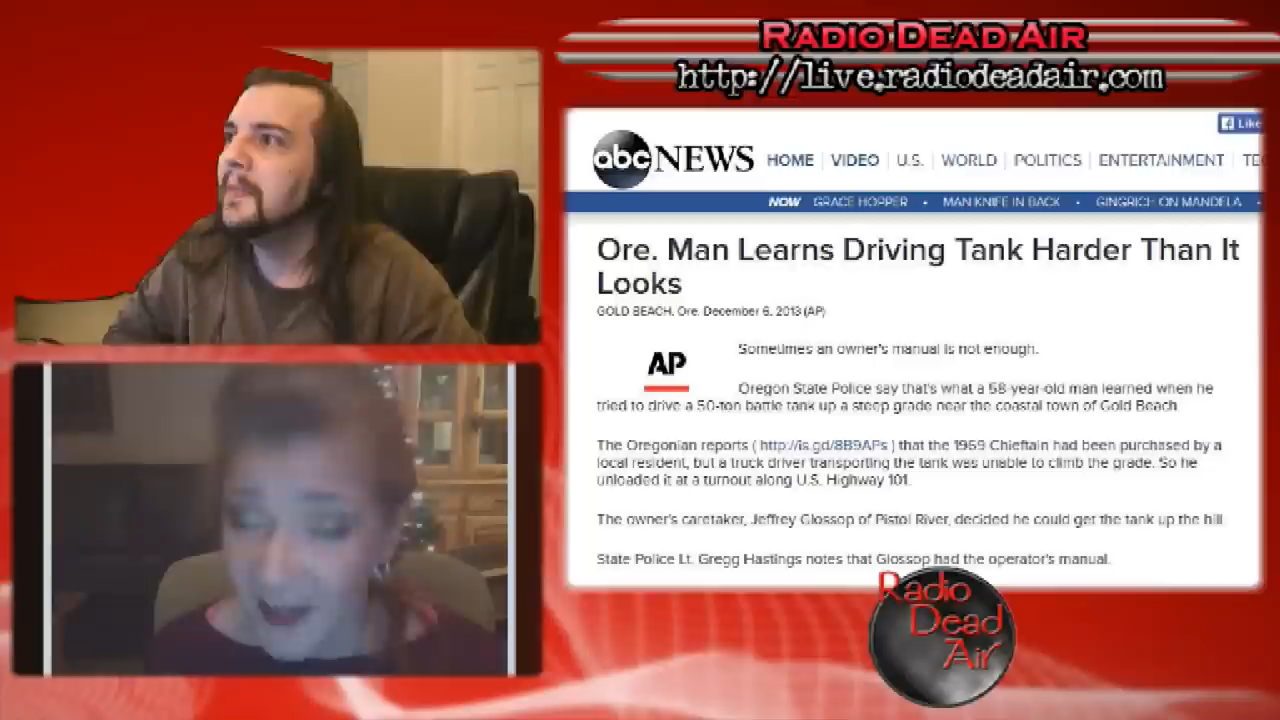 Radio Dead Air
http://live.radiodeadair.com
Like
abc NEWS HOME VIDEO U.S. WORLD POLITICS ENTERTAINMENT TEC
NOW GRACE HOPPER • MAN KNIFE IN BACK • GINGRICH ON MANDELA •
Ore. Man Learns Driving Tank Harder Than It
Looks
GOLD BEACH, Ore. December 6, 2013 (AP)
AP
Sometimes an owner's manual is not enough.
Oregon State Police say that's what a 58-year-old man learned when he
tried to drive a 50-ton battle tank up a steep grade near the coastal town of Gold Beach
The Oregonian reports ( http://is.gd/8B9APs ) that the 1959 Chieftain had been purchased by a
local resident, but a truck driver transporting the tank was unable to climb the grade. So he
unloaded it at a turnout along U.S. Highway 101.
The owner's caretaker, Jeffrey Glossop of Pistol River, decided he could get the tank up the hill
State Police Lt. Gregg Hastings notes that Glossop had the operator's manual.
Radio
Dead
Air